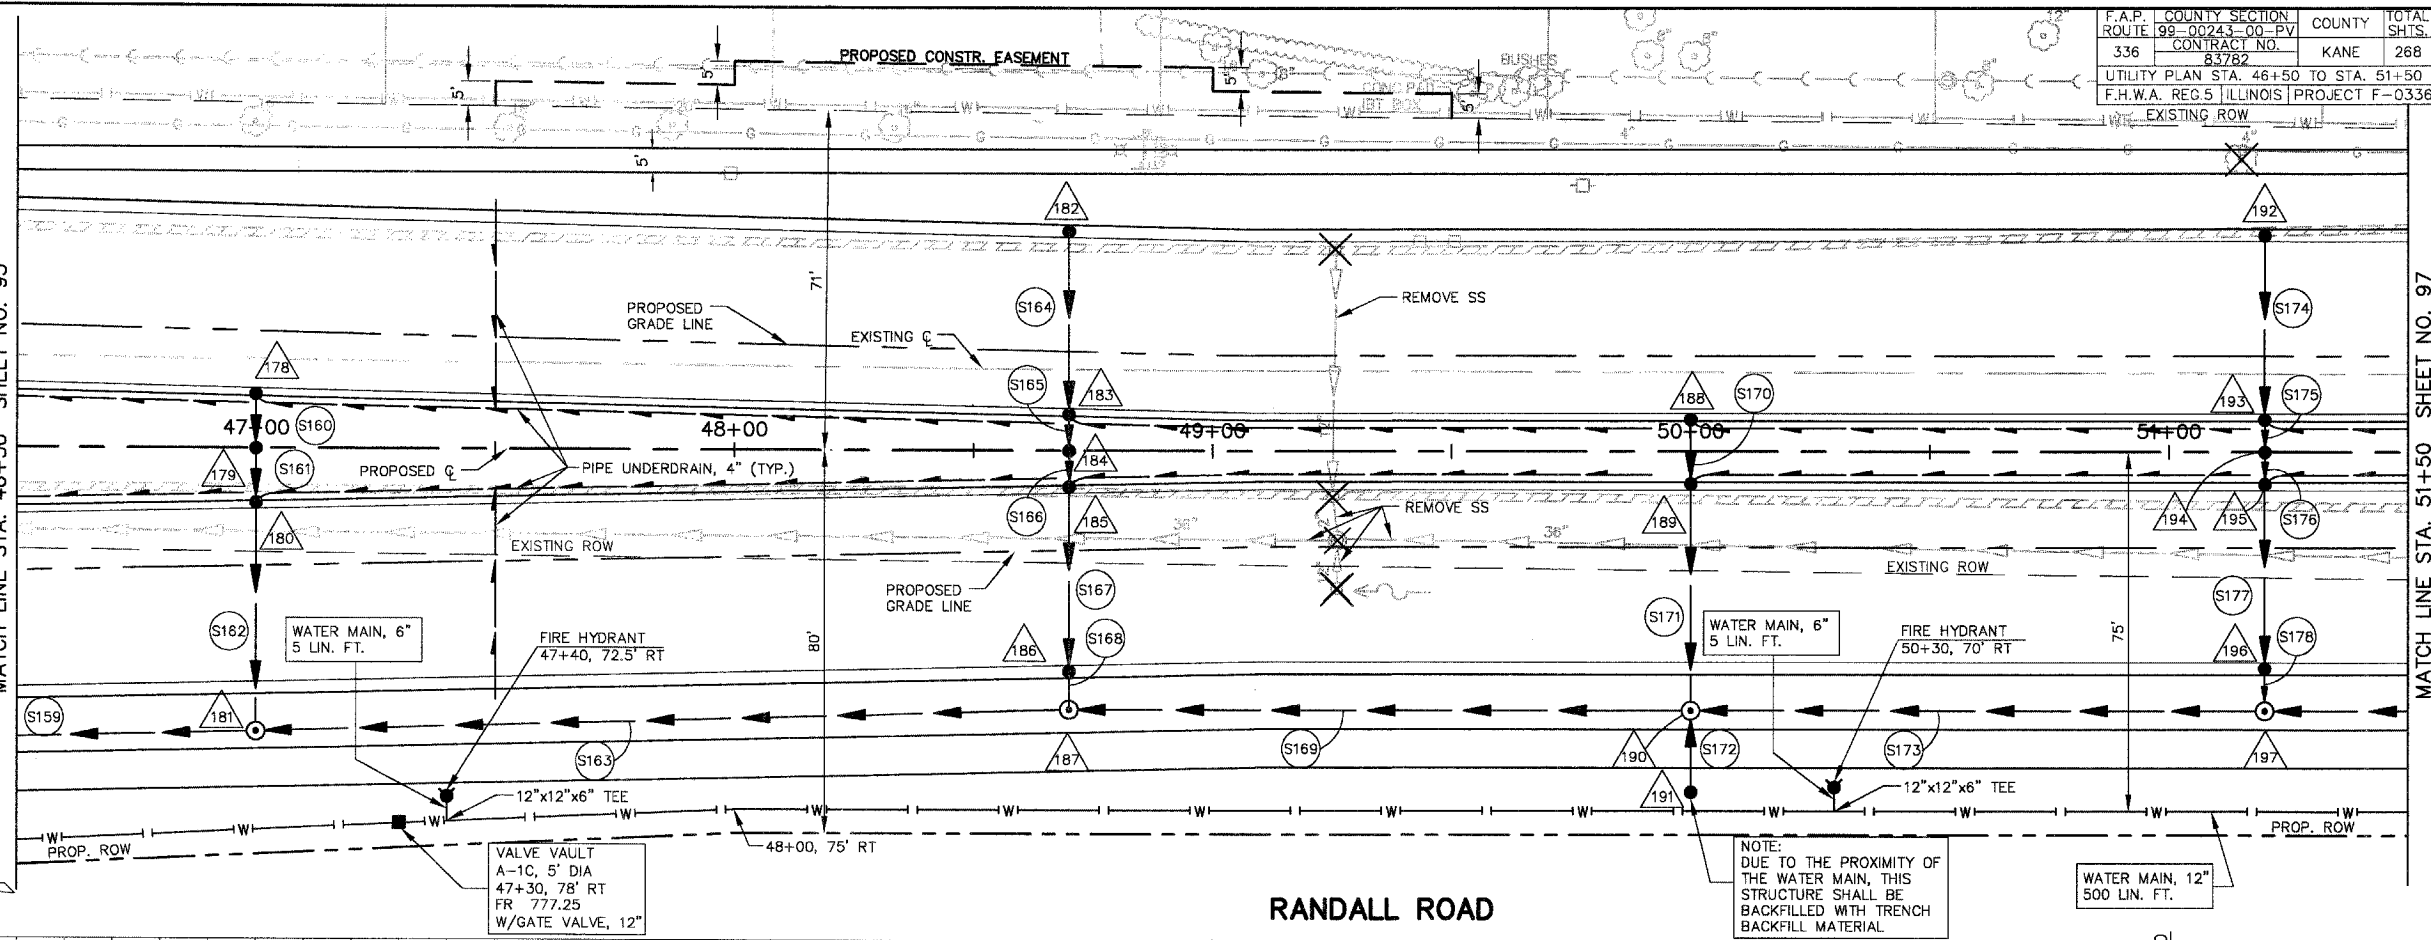 F.A.P. ROUTE
COUNTY SECTION
99-00243-00-PV
COUNTY
TOTAL SHTS.
336
CONTRACT NO.
83782
KANE
268
UTILITY PLAN STA. 46+50 TO STA. 51+50
F.H.W.A. REG.5 ILLINOIS PROJECT F-0336
EXISTING ROW
PROPOSED CONSTR. EASEMENT
5'
5'
5'
5'
5'
BUSHES
CONC PAD
182
192
71'
S164
S174
PROPOSED
GRADE LINE
EXISTING ℄
REMOVE SS
178
S165
183
188
S170
193
S175
47+00
S160
48+00
49+00
50+00
51+00
179
S161
PROPOSED ℄
PIPE UNDERDRAIN, 4" (TYP.)
184
180
S166
185
REMOVE SS
189
194
195
S176
36"
36"
EXISTING ROW
EXISTING ROW
PROPOSED
GRADE LINE
S167
S162
WATER MAIN, 6"
5 LIN. FT.
FIRE HYDRANT
47+40, 72.5' RT
80'
186
S168
S171
WATER MAIN, 6"
5 LIN. FT.
FIRE HYDRANT
50+30, 70' RT
75'
S177
196
S178
S159
181
S163
187
S169
190
S172
S173
197
12"x12"x6" TEE
191
12"x12"x6" TEE
W W W W W W W W W W W W W
PROP. ROW
PROP. ROW
48+00, 75' RT
VALVE VAULT
A-1C, 5' DIA
47+30, 78' RT
FR 777.25
W/GATE VALVE, 12"
NOTE:
DUE TO THE PROXIMITY OF
THE WATER MAIN, THIS
STRUCTURE SHALL BE
BACKFILLED WITH TRENCH
BACKFILL MATERIAL
WATER MAIN, 12"
500 LIN. FT.
RANDALL ROAD
MATCH LINE STA. 51+50 SHEET NO. 97